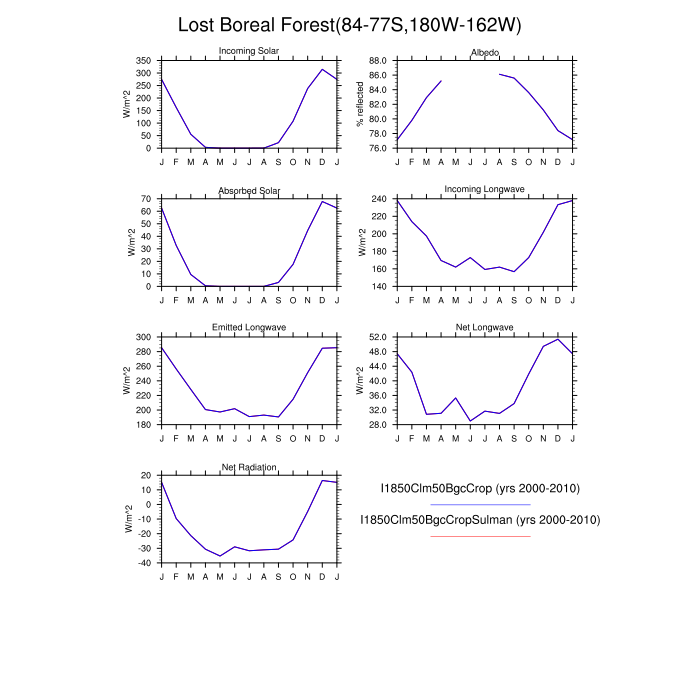 Lost Boreal Forest(84-77S,180W-162W)
Incoming Solar
W/m^2
350
300
250
200
150
100
50
0
J F M A M J J A S O N D J
Albedo
% reflected
88.0
86.0
84.0
82.0
80.0
78.0
76.0
J F M A M J J A S O N D J
Absorbed Solar
W/m^2
70
60
50
40
30
20
10
0
J F M A M J J A S O N D J
Incoming Longwave
W/m^2
240
220
200
180
160
140
J F M A M J J A S O N D J
Emitted Longwave
W/m^2
300
280
260
240
220
200
180
J F M A M J J A S O N D J
Net Longwave
W/m^2
52.0
48.0
44.0
40.0
36.0
32.0
28.0
J F M A M J J A S O N D J
Net Radiation
W/m^2
20
10
0
-10
-20
-30
-40
J F M A M J J A S O N D J
I1850Clm50BgcCrop (yrs 2000-2010)
I1850Clm50BgcCropSulman (yrs 2000-2010)